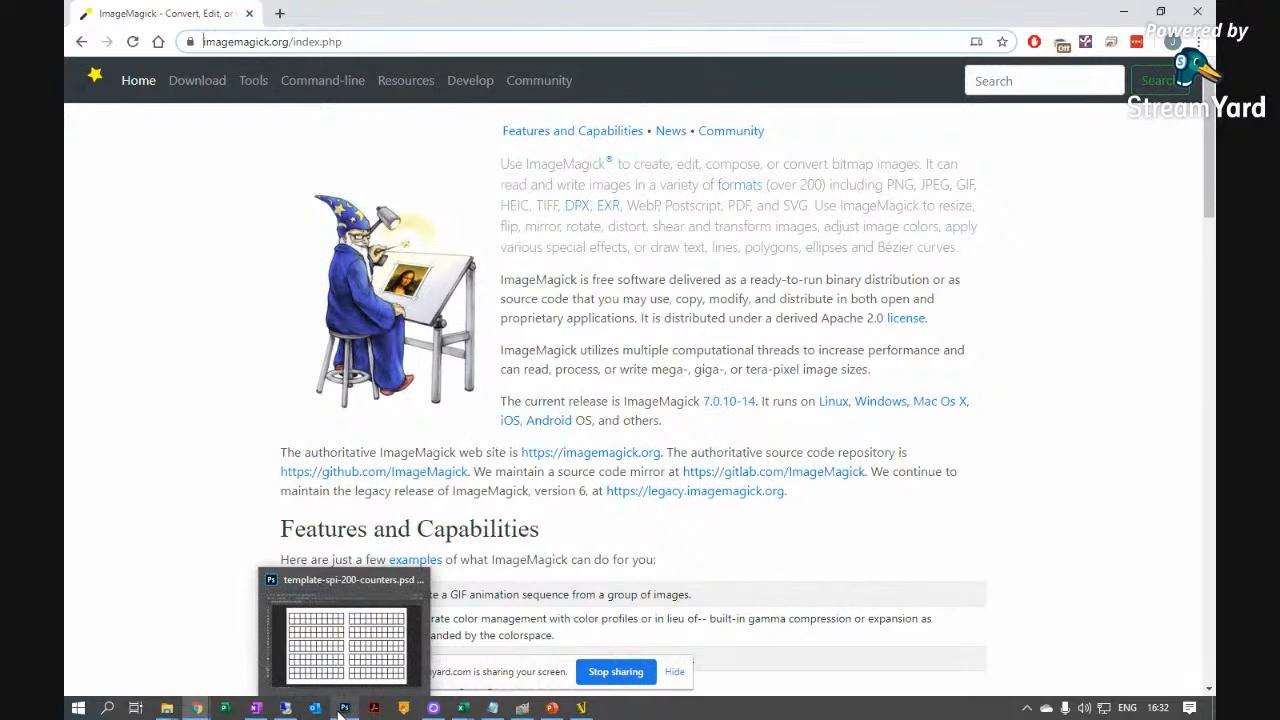 ImageMagick - Convert, Edit, or
imagemagick.org/index.php
Off
J
Powered by
S
StreamYard
Home
Download
Tools
Command-line
Resources
Develop
Community
Search
Search
Features and Capabilities • News • Community
Use ImageMagick® to create, edit, compose, or convert bitmap images. It can
read and write images in a variety of formats (over 200) including PNG, JPEG, GIF,
HEIC, TIFF, DPX, EXR, WebP, Postscript, PDF, and SVG. Use ImageMagick to resize,
flip, mirror, rotate, distort, shear and transform images, adjust image colors, apply
various special effects, or draw text, lines, polygons, ellipses and Bézier curves.
ImageMagick is free software delivered as a ready-to-run binary distribution or as
source code that you may use, copy, modify, and distribute in both open and
proprietary applications. It is distributed under a derived Apache 2.0 license.
ImageMagick utilizes multiple computational threads to increase performance and
can read, process, or write mega-, giga-, or tera-pixel image sizes.
The current release is ImageMagick 7.0.10-14. It runs on Linux, Windows, Mac Os X,
iOS, Android OS, and others.
The authoritative ImageMagick web site is https://imagemagick.org. The authoritative source code repository is
https://github.com/ImageMagick. We maintain a source code mirror at https://gitlab.com/ImageMagick. We continue to
maintain the legacy release of ImageMagick, version 6, at https://legacy.imagemagick.org.
Features and Capabilities
Here are just a few examples of what ImageMagick can do for you:
Ps template-spi-200-counters.psd ...
a GIF animation sequence from a group of images.
color management with color profiles or in lieu of-- built-in gamma compression or expansion as
by the colorspace.
is sharing your screen.
Stop sharing
Hide
Ps
ENG
16:32